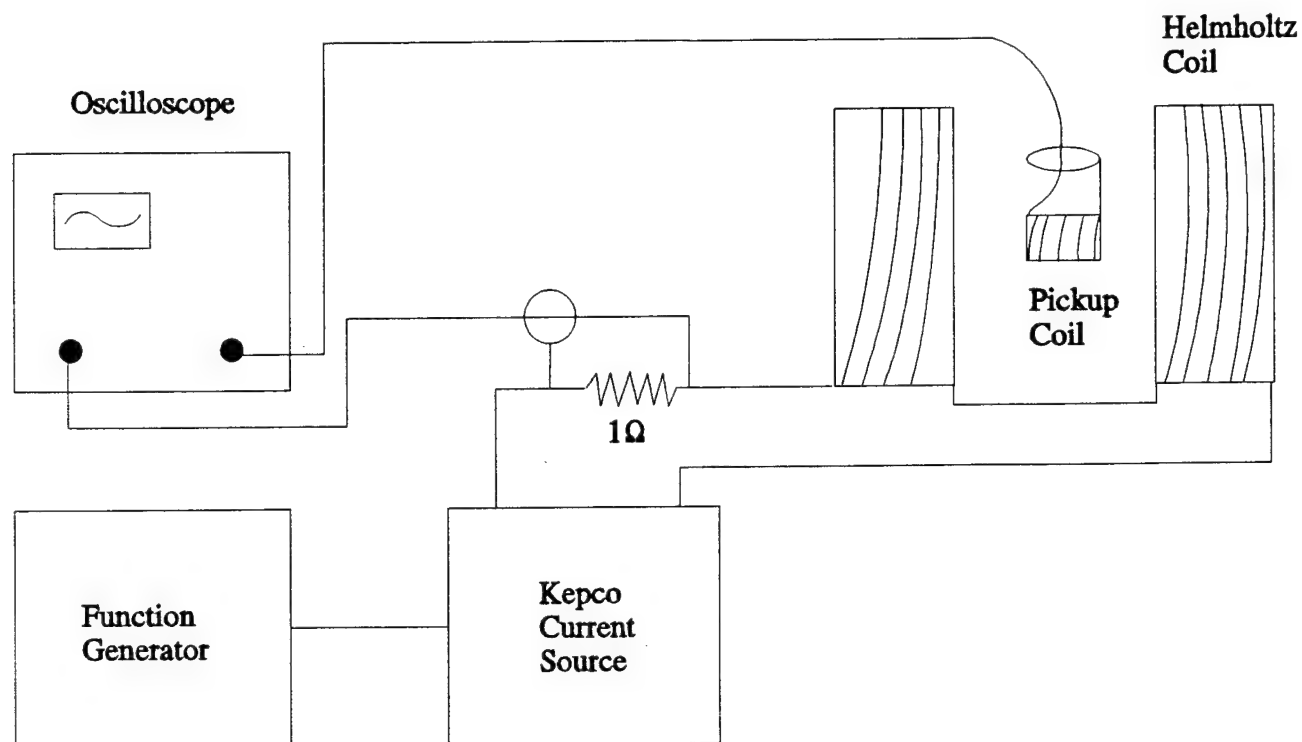 Helmholtz
Coil
Oscilloscope
Pickup
Coil
1Ω
Function
Generator
Kepco
Current
Source